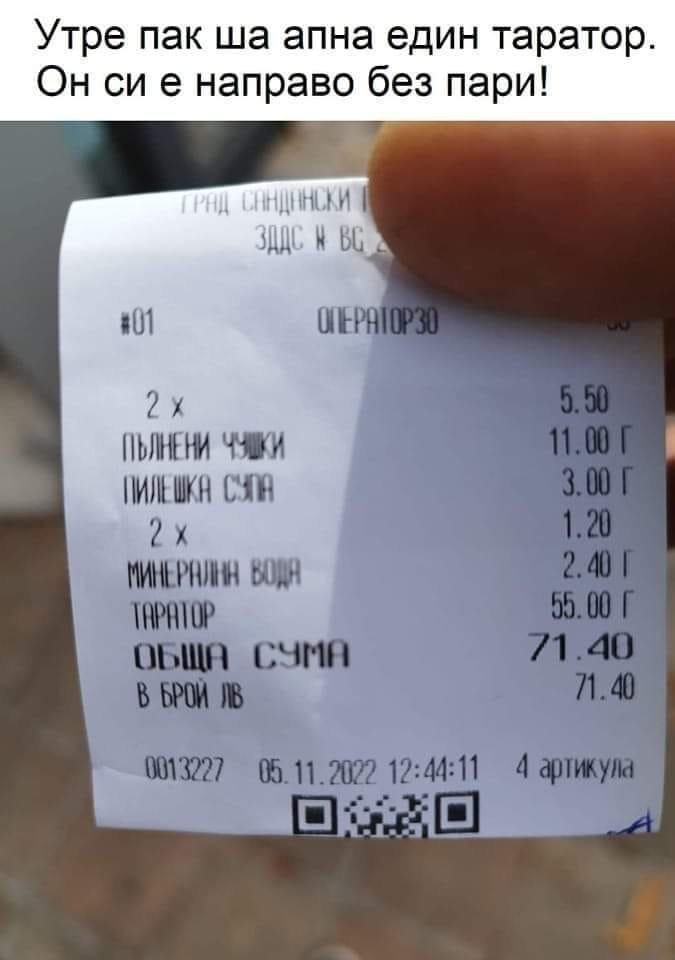 Утре пак ша апна един таратор.
Он си е направо без пари!
ГРАД САНДАНСКИ
ЗДДС № BG
#01 ОПЕРАТОР30
2 x 5.50
ПЪЛНЕНИ ЧУШКИ 11.00 Г
ПИЛЕШКА СУПА 3.00 Г
2 x 1.20
МИНЕРАЛНА ВОДА 2.40 Г
ТАРАТОР 55.00 Г
ОБЩА СУМА 71.40
В БРОЙ ЛВ 71.40
0013227 05.11.2022 12:44:11 4 артикула